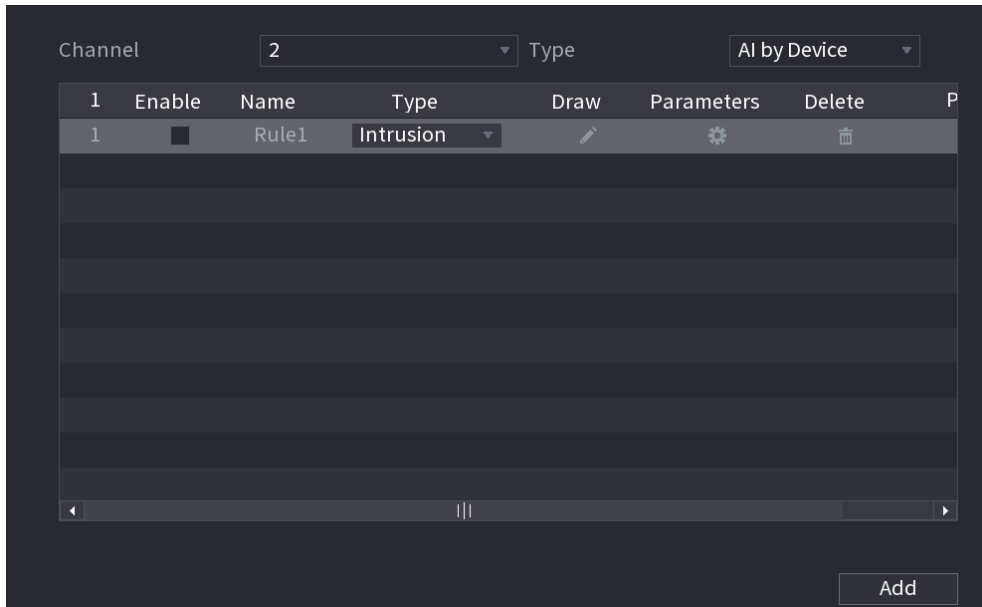 Channel 2 Type AI by Device
1 Enable Name Type Draw Parameters Delete P
1 Rule1 Intrusion
Add